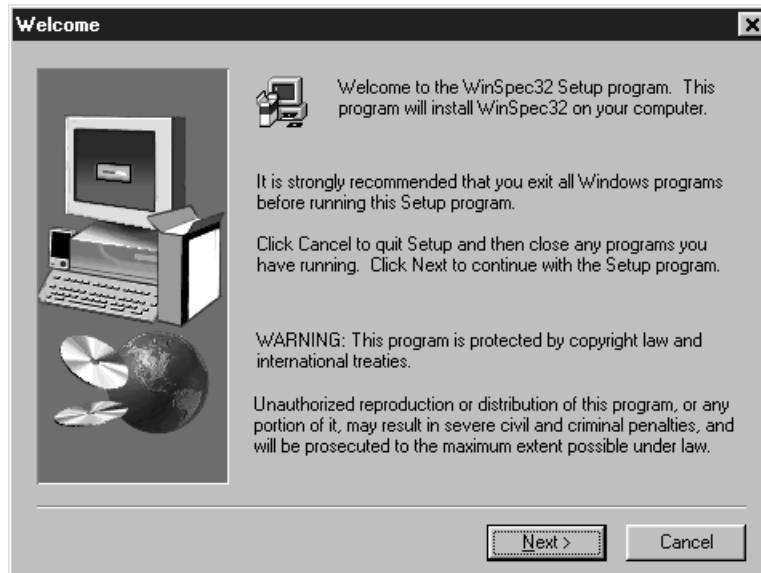 Welcome
Welcome to the WinSpec32 Setup program. This
program will install WinSpec32 on your computer.
It is strongly recommended that you exit all Windows programs
before running this Setup program.
Click Cancel to quit Setup and then close any programs you
have running. Click Next to continue with the Setup program.
WARNING: This program is protected by copyright law and
international treaties.
Unauthorized reproduction or distribution of this program, or any
portion of it, may result in severe civil and criminal penalties, and
will be prosecuted to the maximum extent possible under law.
Next >
Cancel